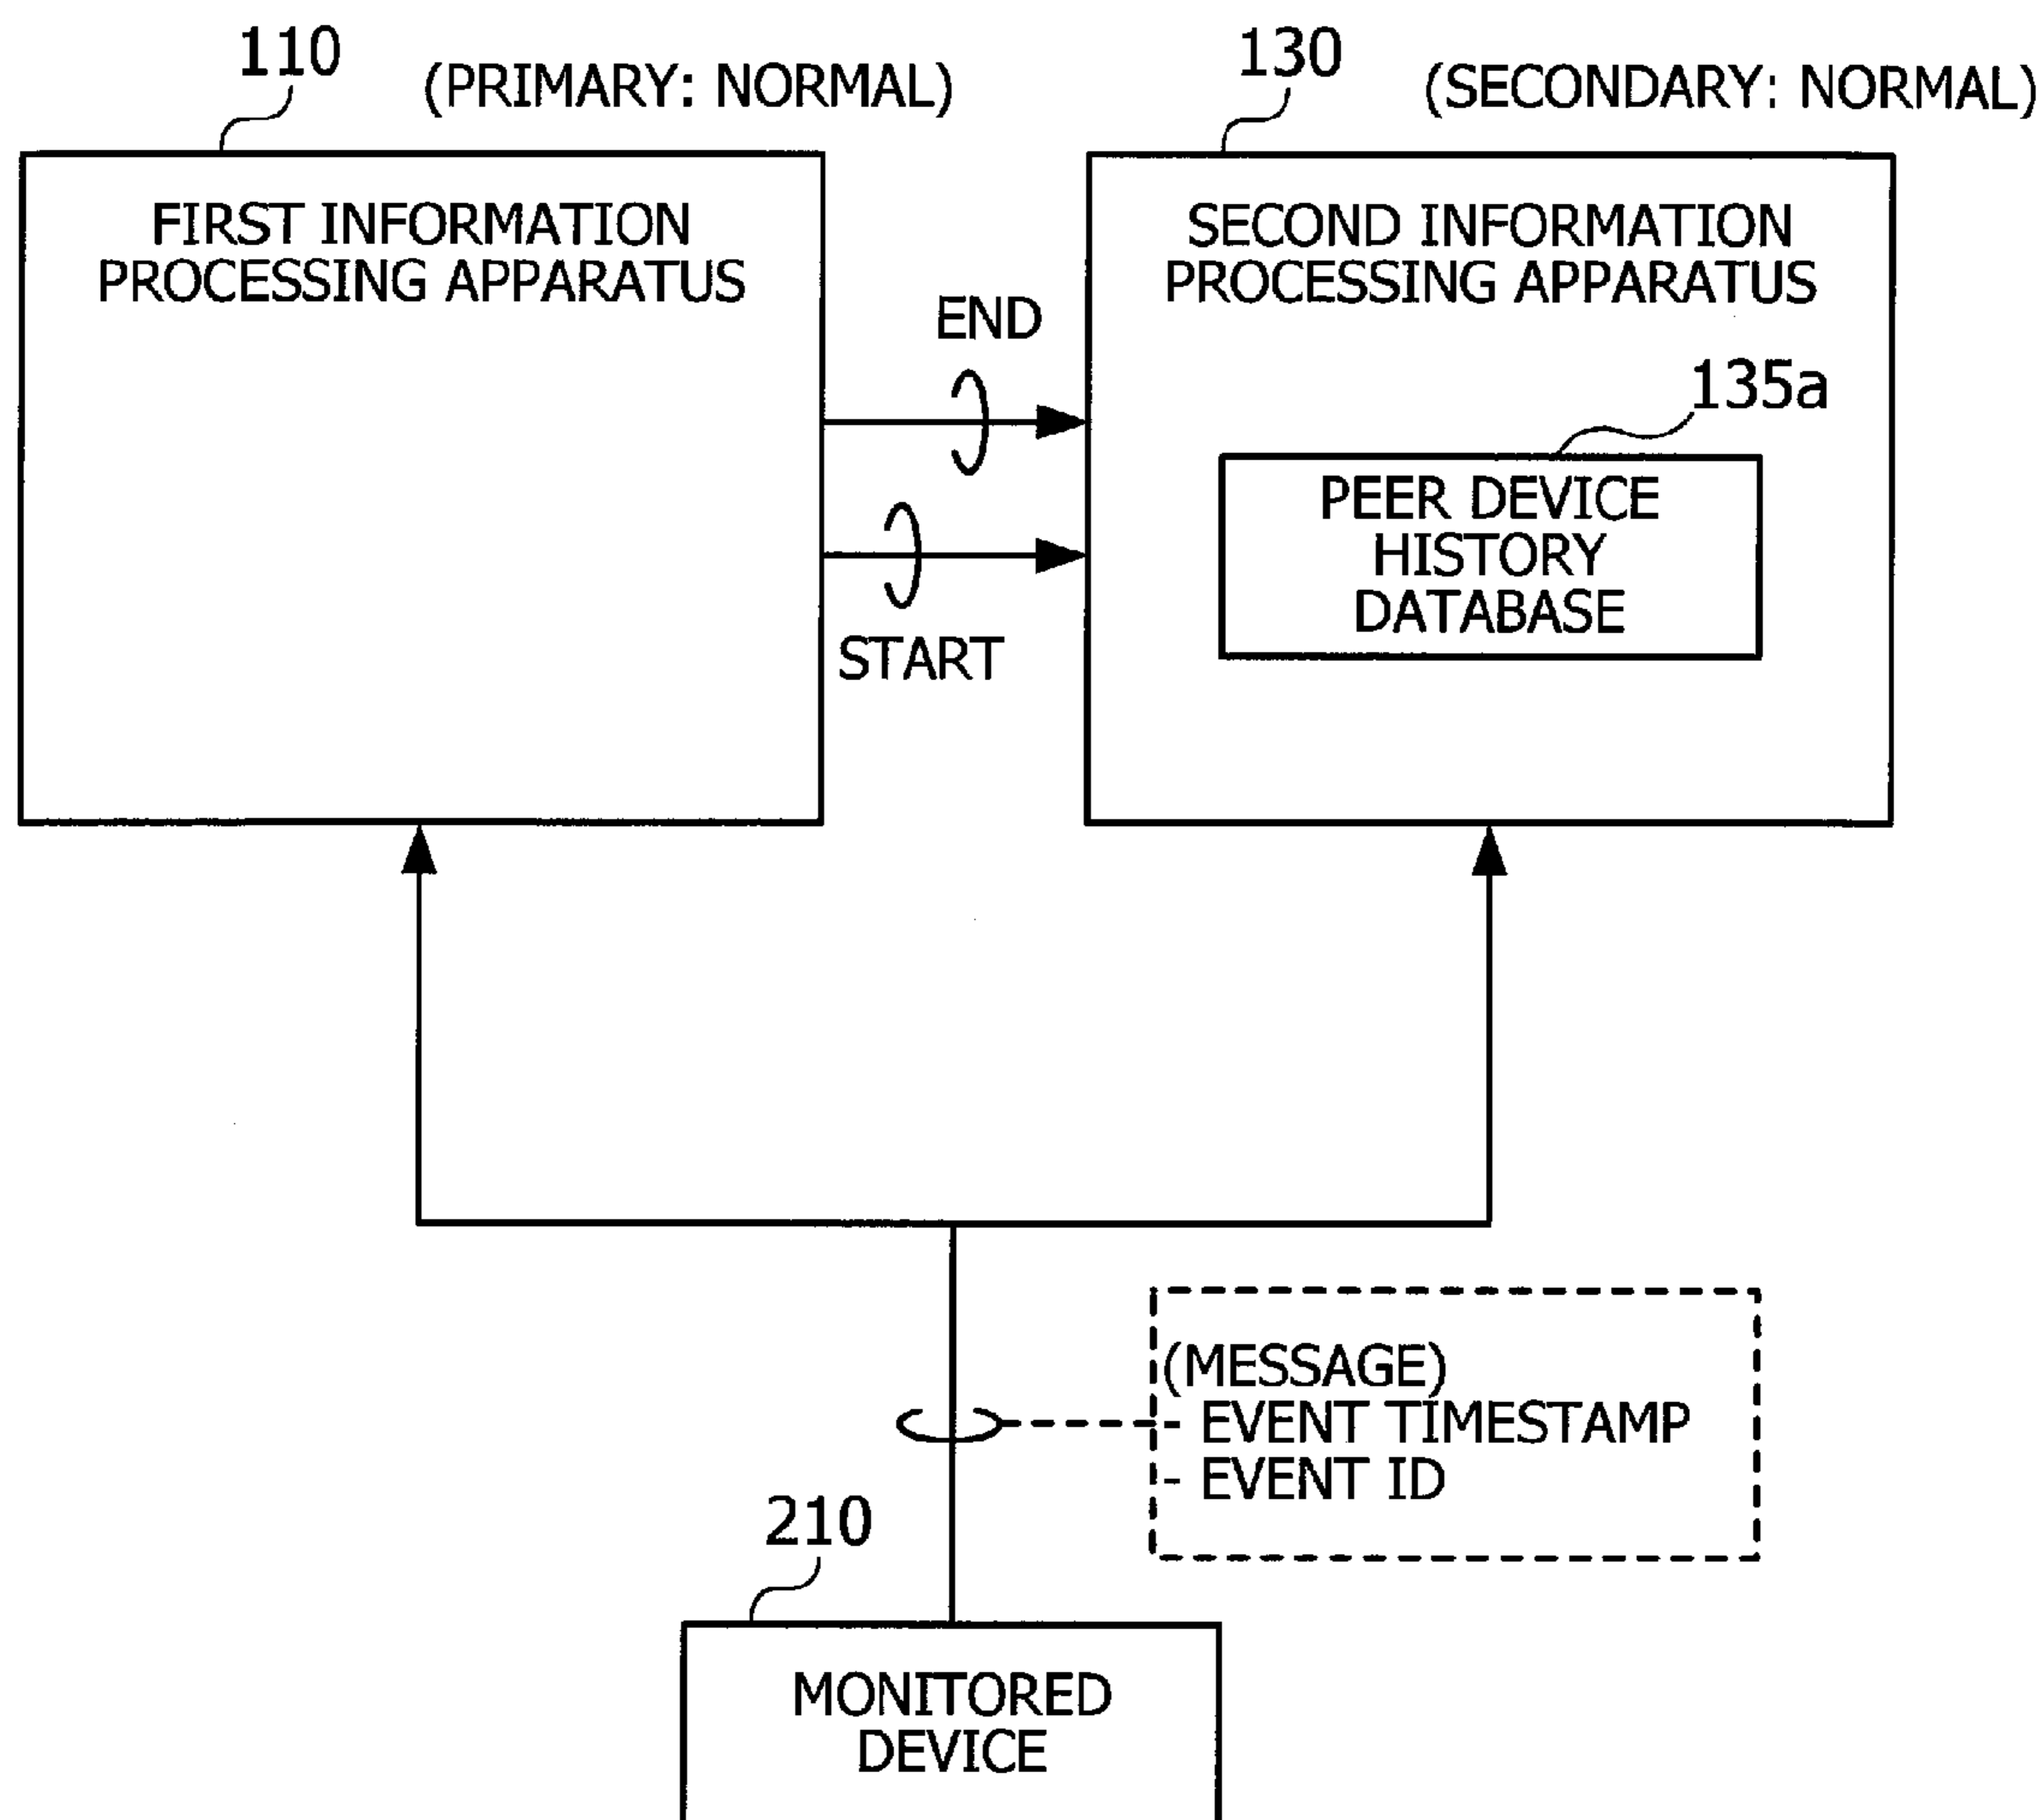 110
(PRIMARY: NORMAL)
130
(SECONDARY: NORMAL)
FIRST INFORMATION
PROCESSING APPARATUS
SECOND INFORMATION
PROCESSING APPARATUS
END
135a
PEER DEVICE
HISTORY
DATABASE
START
(MESSAGE)
- EVENT TIMESTAMP
- EVENT ID
210
MONITORED
DEVICE